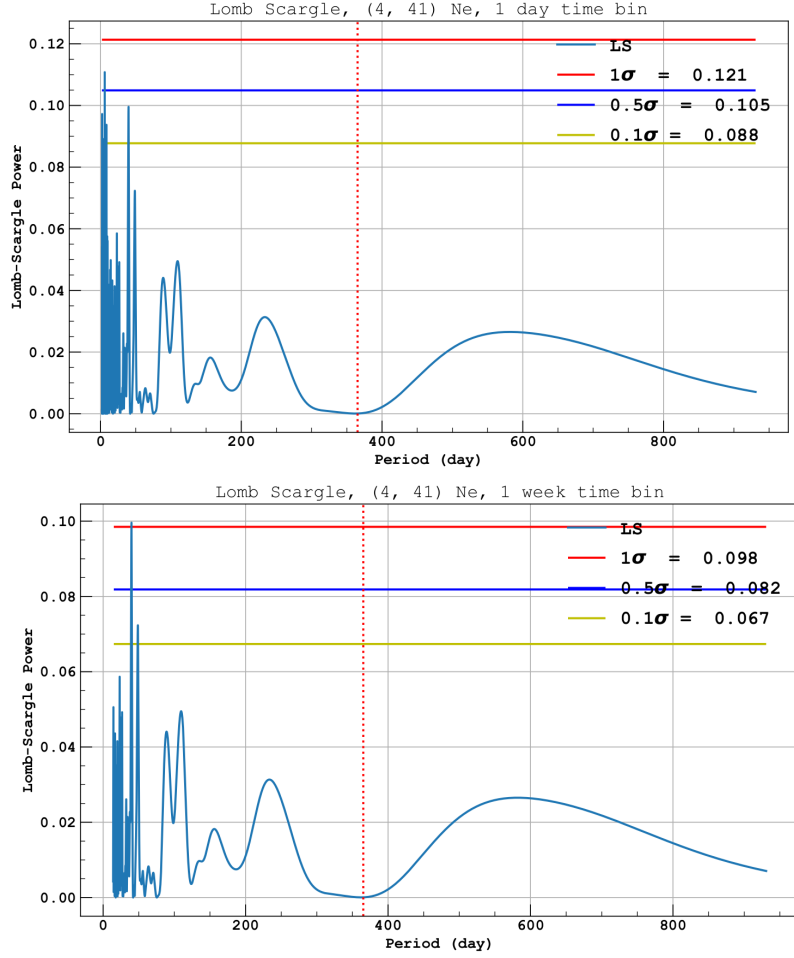 Lomb Scargle, (4, 41) Ne, 1 day time bin
LS
1σ = 0.121
0.5σ = 0.105
0.1σ = 0.088
0.12
0.10
0.08
0.06
0.04
0.02
0.00
Lomb-Scargle Power
0 200 400 600 800
Period (day)
Lomb Scargle, (4, 41) Ne, 1 week time bin
LS
1σ = 0.098
0.5σ = 0.082
0.1σ = 0.067
0.10
0.08
0.06
0.04
0.02
0.00
Lomb-Scargle Power
0 200 400 600 800
Period (day)